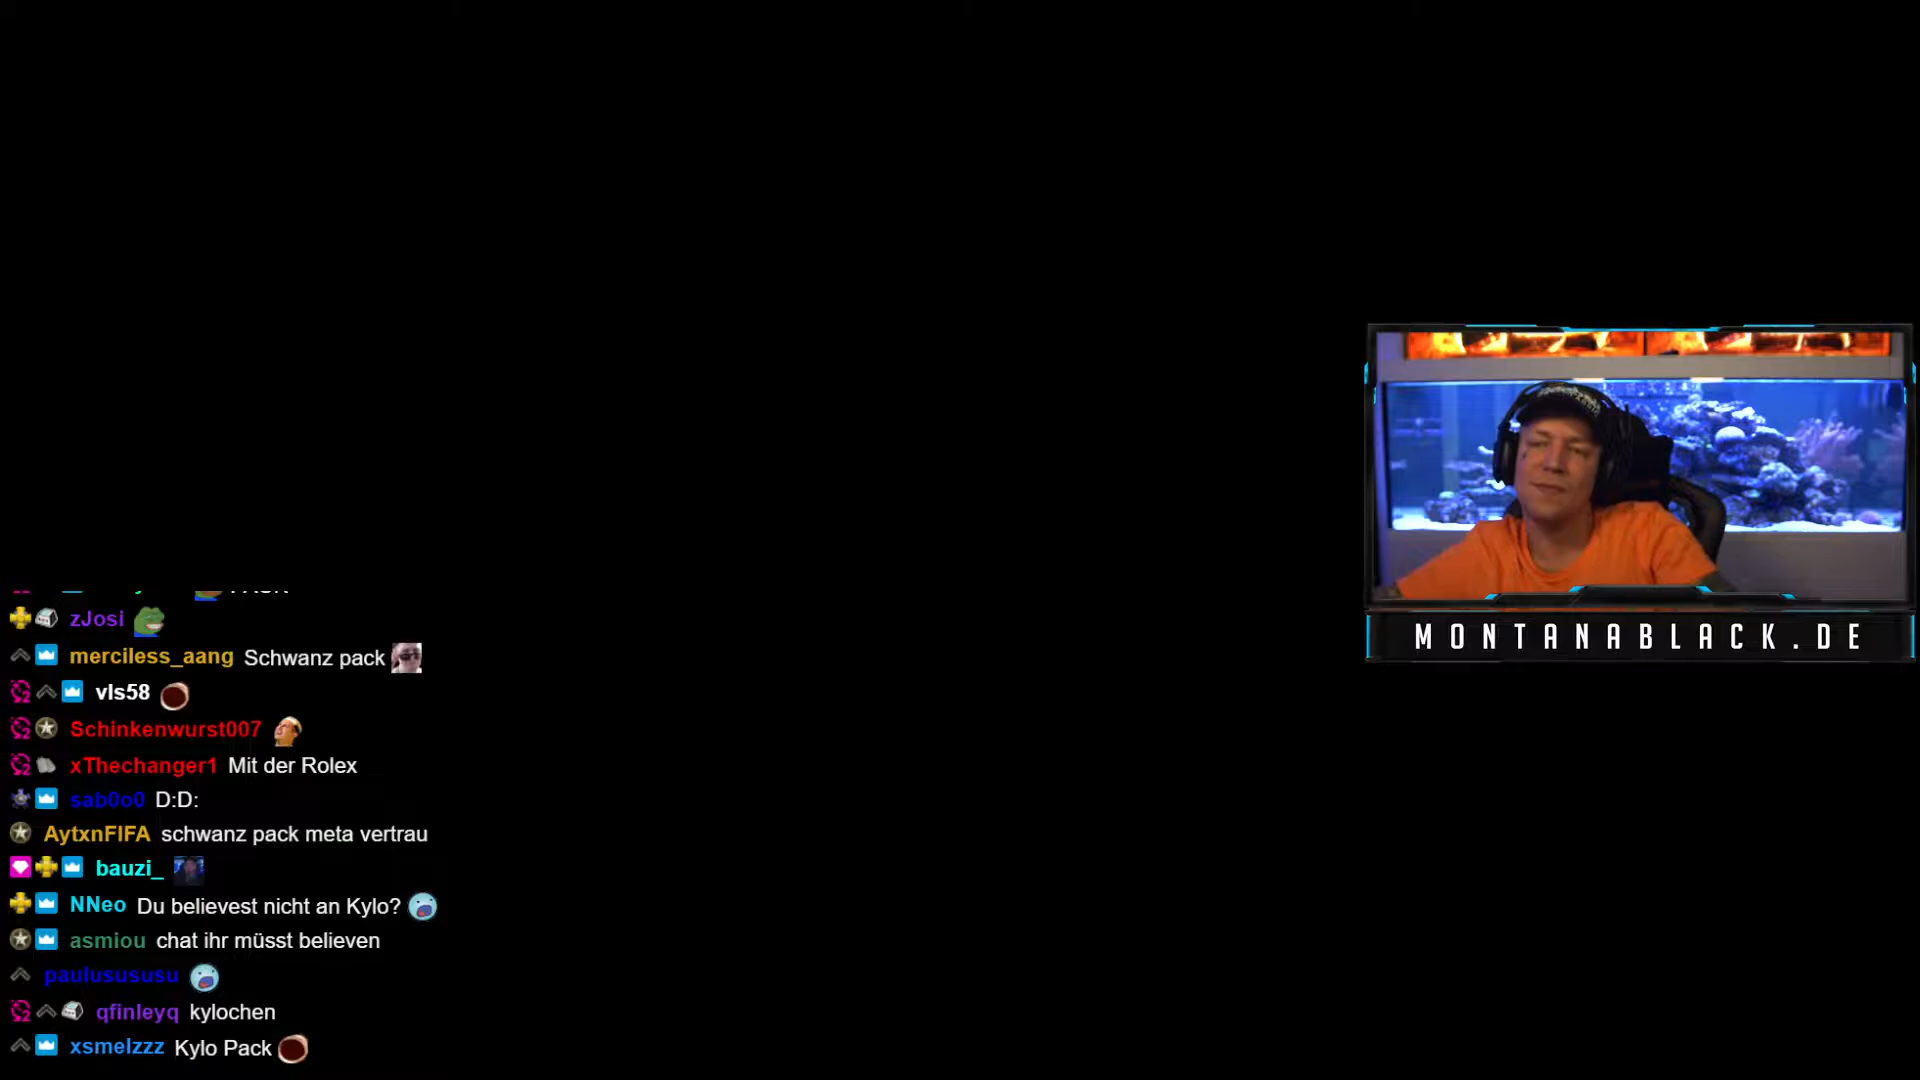 zJosi
merciless_aang Schwanz pack
vls58
Schinkenwurst007
xThechanger1 Mit der Rolex
sab0o0 D:D:
AytxnFIFA schwanz pack meta vertrau
bauzi_
NNeo Du believest nicht an Kylo?
asmiou chat ihr müsst believen
paulusususu
qfinleyq kylochen
xsmelzzz Kylo Pack
MONTANABLACK.DE